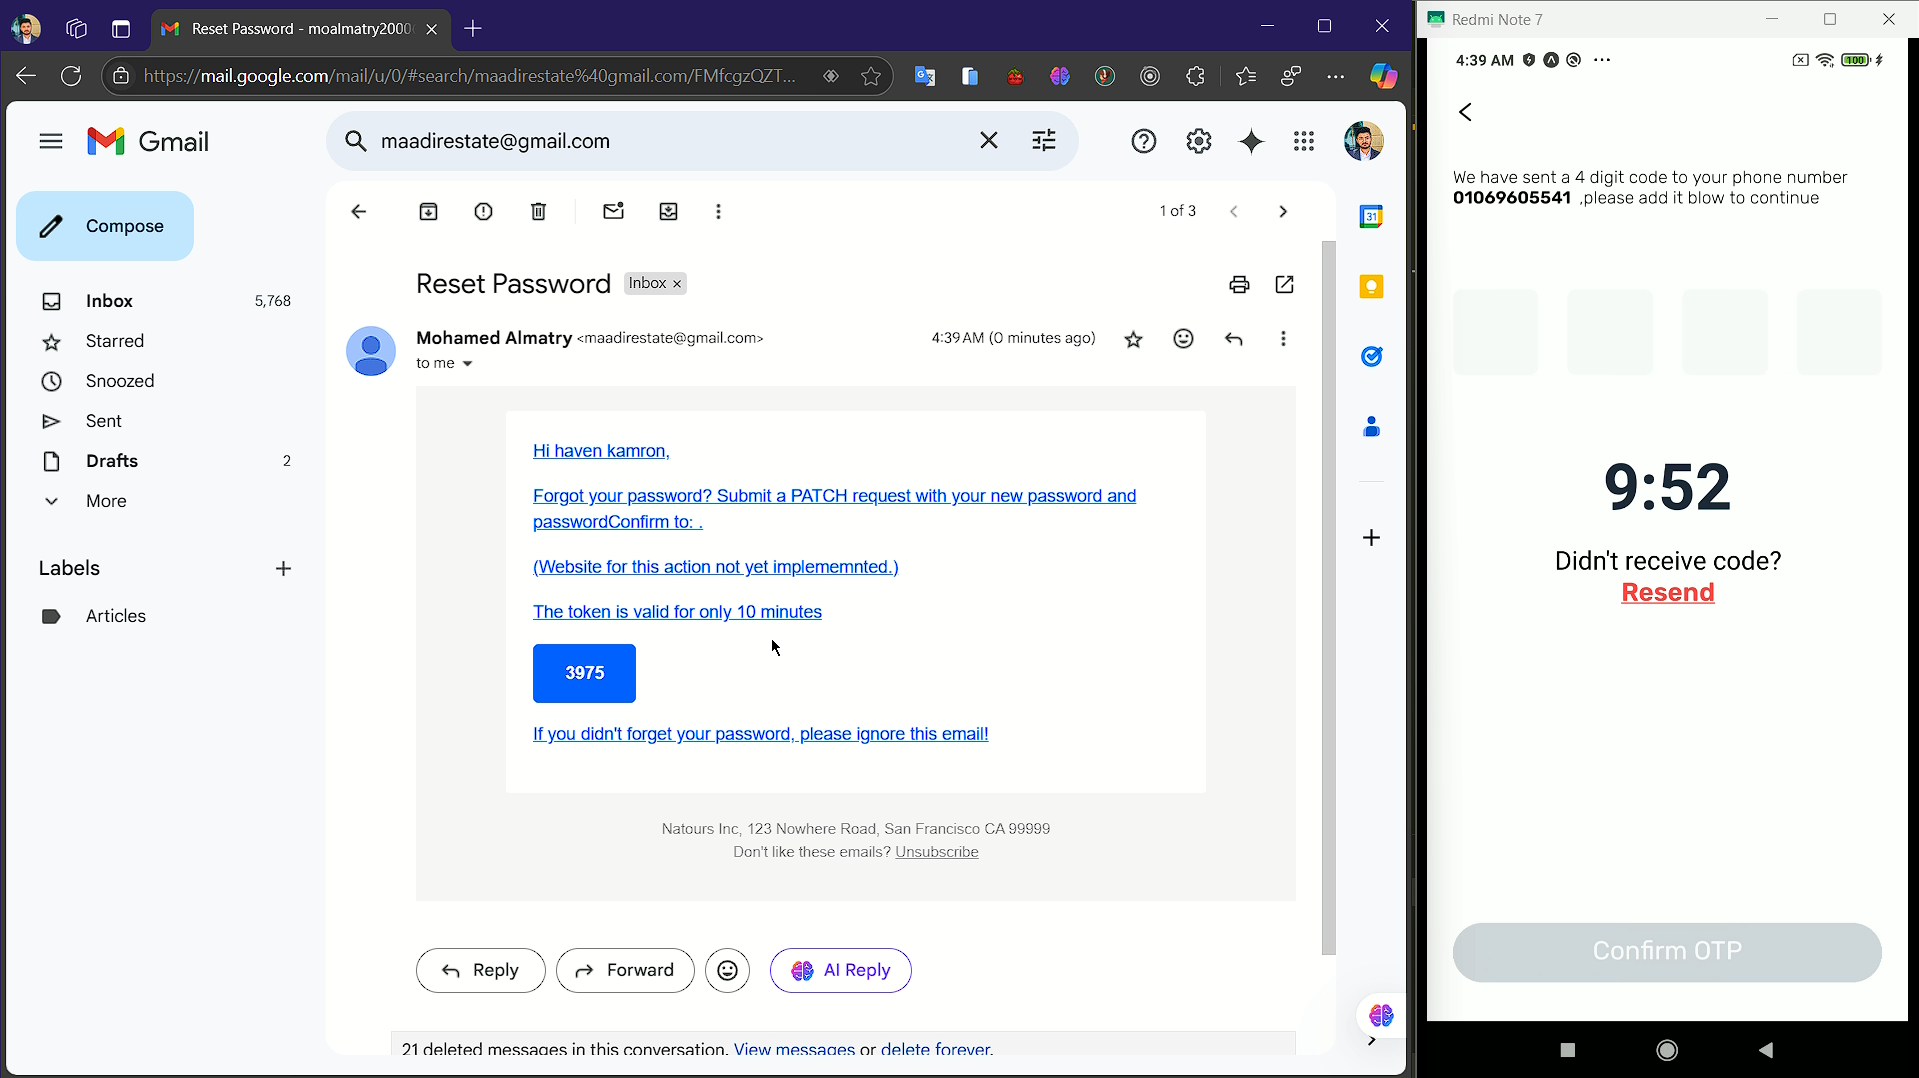 Reset Password - moalmatry2000
https://mail.google.com/mail/u/0/#search/maadirestate%40gmail.com/FMfcgzQZT...
Gmail
maadirestate@gmail.com
Compose
Inbox 5,768
Starred
Snoozed
Sent
Drafts 2
More
Labels
Articles
1 of 3
Reset Password Inbox ×
Mohamed Almatry <maadirestate@gmail.com> 4:39 AM (0 minutes ago)
to me
Hi haven kamron,
Forgot your password? Submit a PATCH request with your new password and
passwordConfirm to: .
(Website for this action not yet implememnted.)
The token is valid for only 10 minutes
3975
If you didn't forget your password, please ignore this email!
Natours Inc, 123 Nowhere Road, San Francisco CA 99999
Don't like these emails? Unsubscribe
Reply Forward AI Reply
21 deleted messages in this conversation. View messages or delete forever.
31
Redmi Note 7
4:39 AM 100
We have sent a 4 digit code to your phone number
01069605541 ,please add it blow to continue
9:52
Didn't receive code?
Resend
Confirm OTP